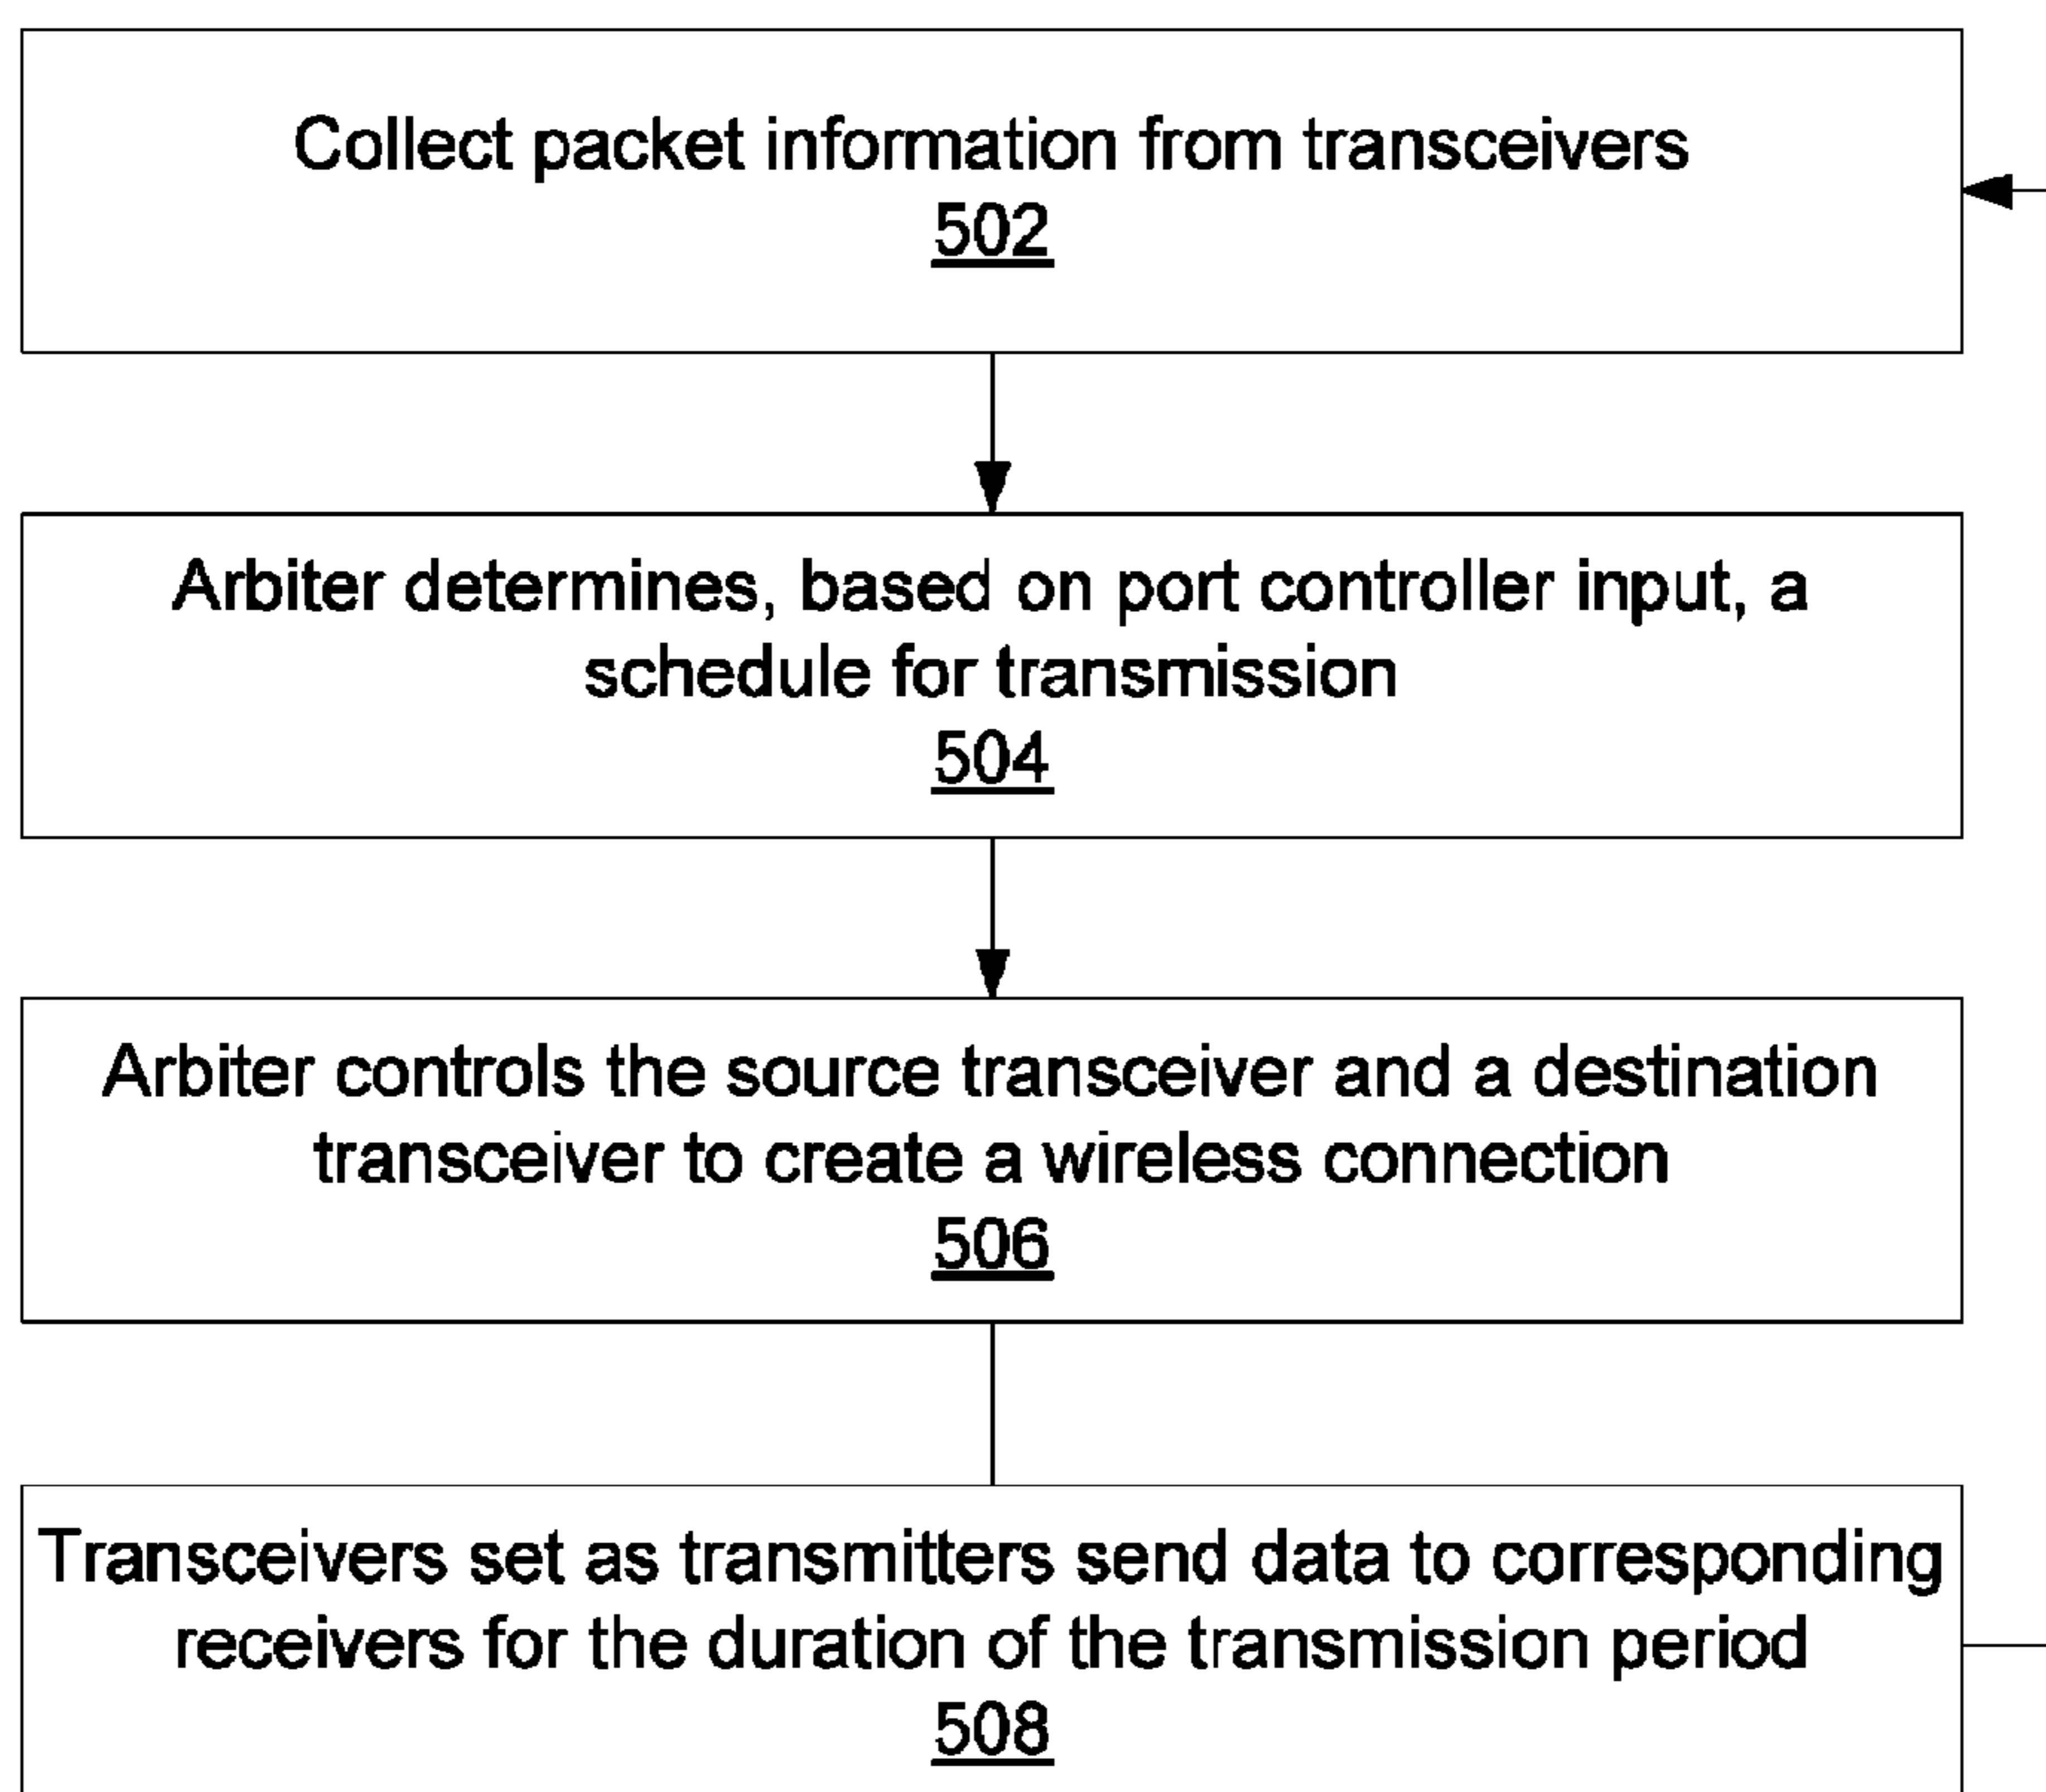 Collect packet information from transceivers
502
Arbiter determines, based on port controller input, a
schedule for transmission
504
Arbiter controls the source transceiver and a destination
transceiver to create a wireless connection
506
Transceivers set as transmitters send data to corresponding
receivers for the duration of the transmission period
508